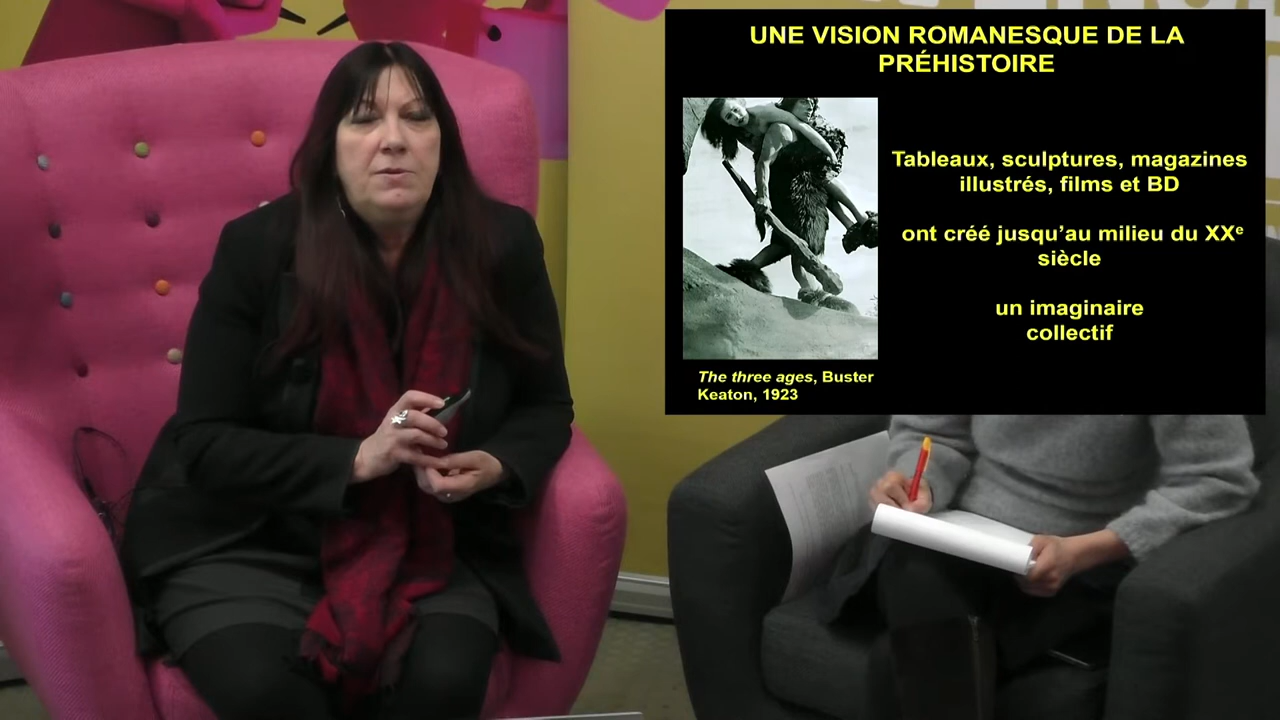 UNE VISION ROMANESQUE DE LA
PRÉHISTOIRE
Tableaux, sculptures, magazines
illustrés, films et BD
ont créé jusqu’au milieu du XXᵉ
siècle
un imaginaire
collectif
The three ages, Buster
Keaton, 1923